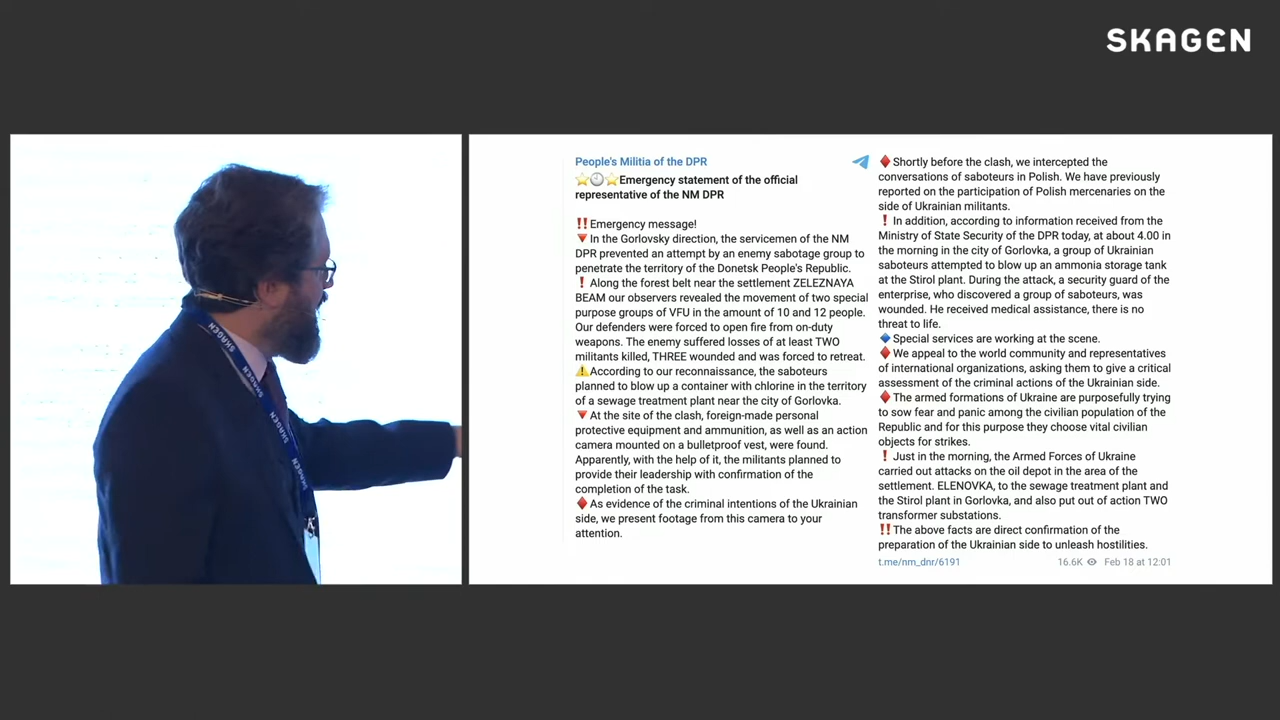 SKAGEN
SKAGEN
SKAGEN
SKAGEN
SKAGEN
People's Militia of the DPR
Emergency statement of the official
representative of the NM DPR
‼️Emergency message!
🔻In the Gorlovsky direction, the servicemen of the NM
DPR prevented an attempt by an enemy sabotage group to
penetrate the territory of the Donetsk People's Republic.
❗ Along the forest belt near the settlement ZELEZNAYA
BEAM our observers revealed the movement of two special
purpose groups of VFU in the amount of 10 and 12 people.
Our defenders were forced to open fire from on-duty
weapons. The enemy suffered losses of at least TWO
militants killed, THREE wounded and was forced to retreat.
⚠️According to our reconnaissance, the saboteurs
planned to blow up a container with chlorine in the territory
of a sewage treatment plant near the city of Gorlovka.
🔻At the site of the clash, foreign-made personal
protective equipment and ammunition, as well as an action
camera mounted on a bulletproof vest, were found.
Apparently, with the help of it, the militants planned to
provide their leadership with confirmation of the
completion of the task.
♦️As evidence of the criminal intentions of the Ukrainian
side, we present footage from this camera to your
attention.
♦️Shortly before the clash, we intercepted the
conversations of saboteurs in Polish. We have previously
reported on the participation of Polish mercenaries on the
side of Ukrainian militants.
❗ In addition, according to information received from the
Ministry of State Security of the DPR today, at about 4.00 in
the morning in the city of Gorlovka, a group of Ukrainian
saboteurs attempted to blow up an ammonia storage tank
at the Stirol plant. During the attack, a security guard of the
enterprise, who discovered a group of saboteurs, was
wounded. He received medical assistance, there is no
threat to life.
🔹Special services are working at the scene.
♦️We appeal to the world community and representatives
of international organizations, asking them to give a critical
assessment of the criminal actions of the Ukrainian side.
♦️The armed formations of Ukraine are purposefully trying
to sow fear and panic among the civilian population of the
Republic and for this purpose they choose vital civilian
objects for strikes.
❗ Just in the morning, the Armed Forces of Ukraine
carried out attacks on the oil depot in the area of the
settlement. ELENOVKA, to the sewage treatment plant and
the Stirol plant in Gorlovka, and also put out of action TWO
transformer substations.
‼️The above facts are direct confirmation of the
preparation of the Ukrainian side to unleash hostilities.
t.me/nm_dnr/6191 16.6K Feb 18 at 12:01